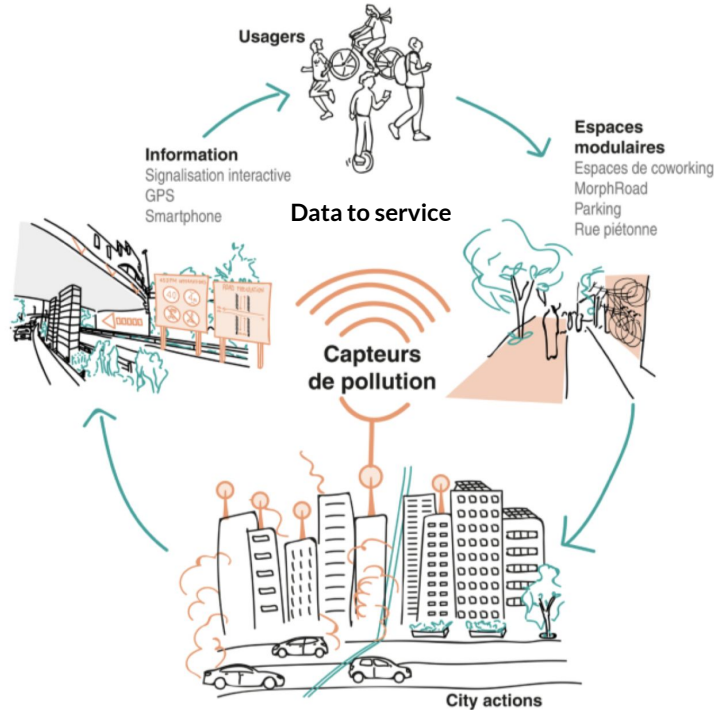 Usagers
Information
Signalisation interactive
GPS
Smartphone
Espaces
modulaires
Espaces de coworking
MorphRoad
Parking
Rue piétonne
Data to service
Capteurs
de pollution
City actions